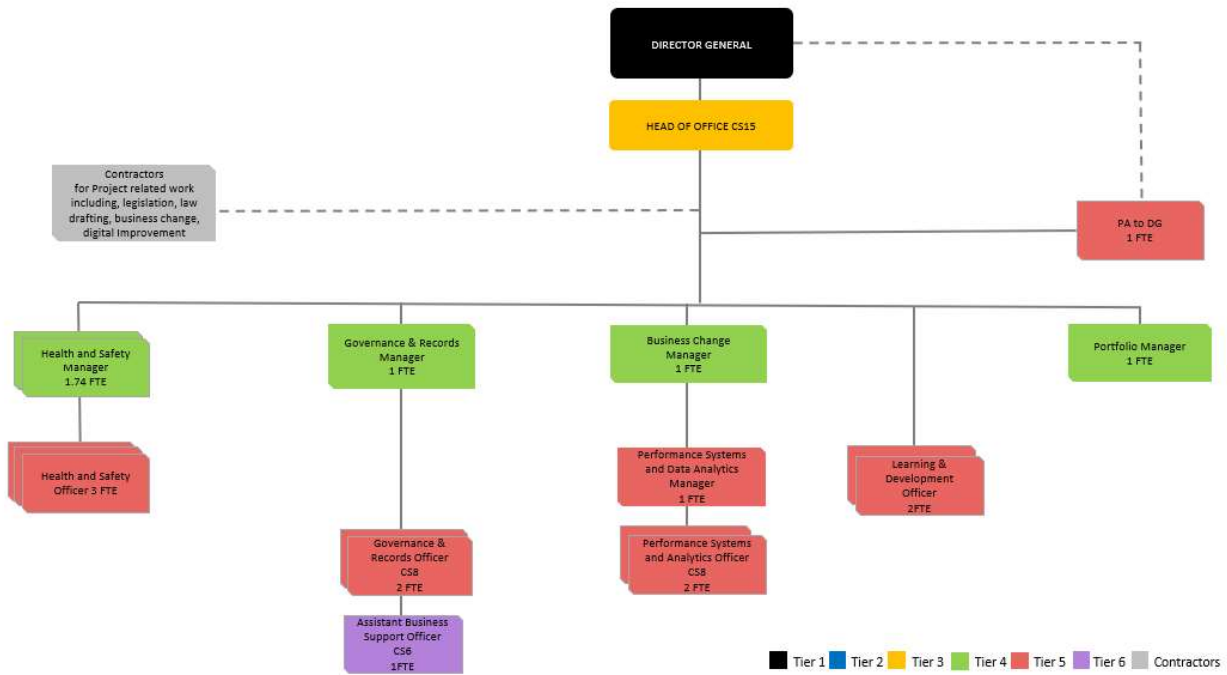 DIRECTOR GENERAL
HEAD OF OFFICE CS15
Contractors
for Project related work
including, legislation, law
drafting, business change,
digital Improvement
PA to DG
1 FTE
Health and Safety
Manager
1.74 FTE
Governance & Records
Manager
1 FTE
Business Change
Manager
1 FTE
Portfolio Manager
1 FTE
Health and Safety
Officer 3 FTE
Performance Systems
and Data Analytics
Manager
1 FTE
Learning &
Development
Officer
2FTE
Governance &
Records Officer
CS8
2 FTE
Performance Systems
and Analytics Officer
CS8
2 FTE
Assistant Business
Support Officer
CS6
1FTE
Tier 1 Tier 2 Tier 3 Tier 4 Tier 5 Tier 6 Contractors